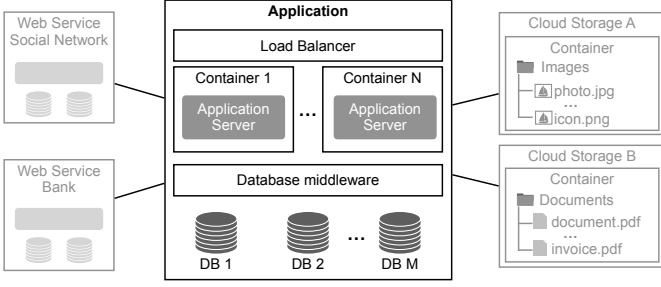 Web Service
Social Network
Web Service
Bank
Application
Load Balancer
Container 1
Application
Server
...
Container N
Application
Server
Database middleware
DB 1
DB 2
...
DB M
Cloud Storage A
Container
Images
photo.jpg
...
icon.png
Cloud Storage B
Container
Documents
document.pdf
...
invoice.pdf